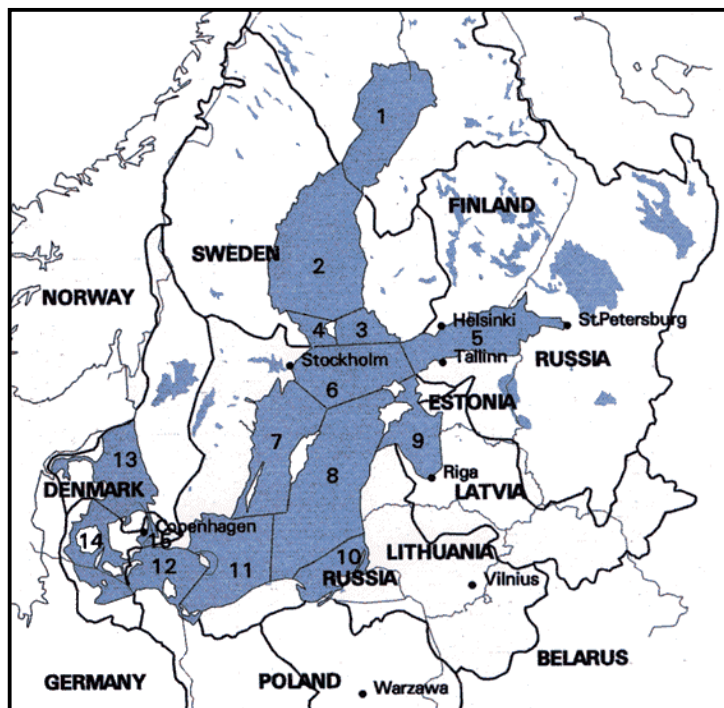 1
FINLAND
SWEDEN
2
NORWAY
4
3
Helsinki
5
St.Petersburg
Stockholm
Tallinn
RUSSIA
6
ESTONIA
7
9
13
8
Riga
DENMARK
LATVIA
Copenhagen
14
15
LITHUANIA
10
12
11
RUSSIA
Vilnius
BELARUS
GERMANY
POLAND
Warzawa